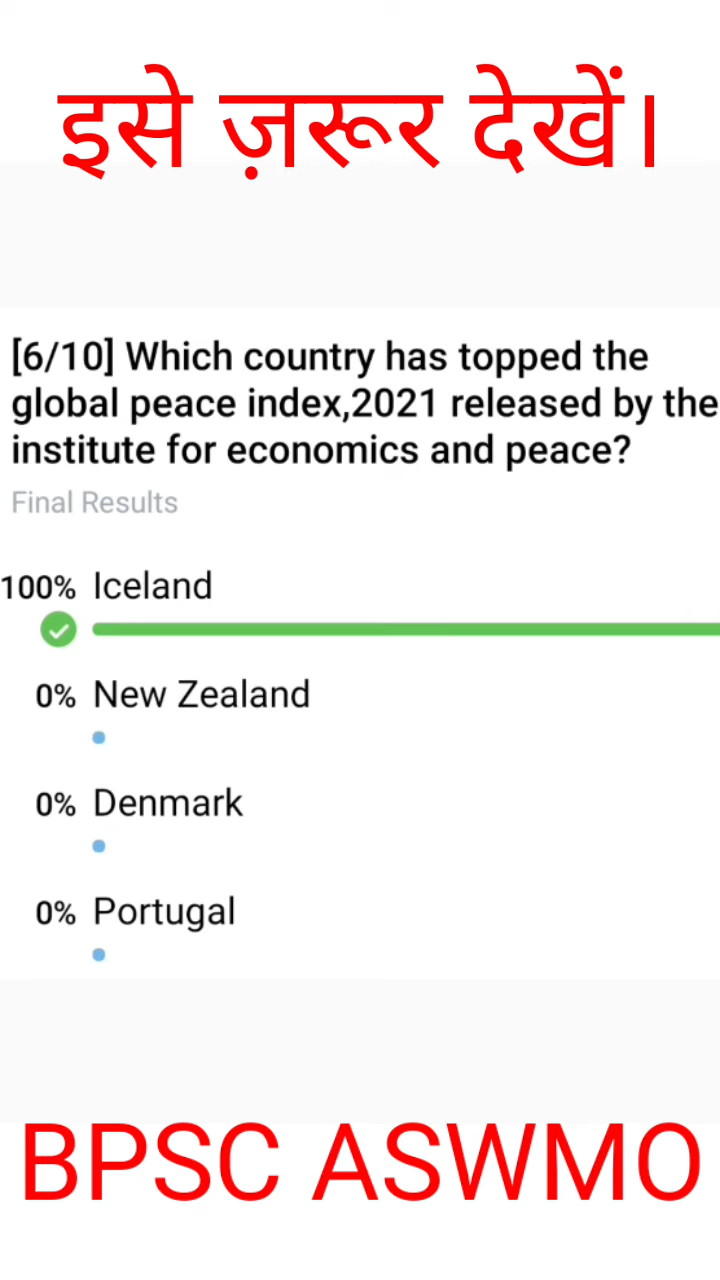 इसे ज़रूर देखें।
[6/10] Which country has topped the
global peace index,2021 released by the
institute for economics and peace?
Final Results
100% Iceland
0% New Zealand
0% Denmark
0% Portugal
BPSC ASWMO